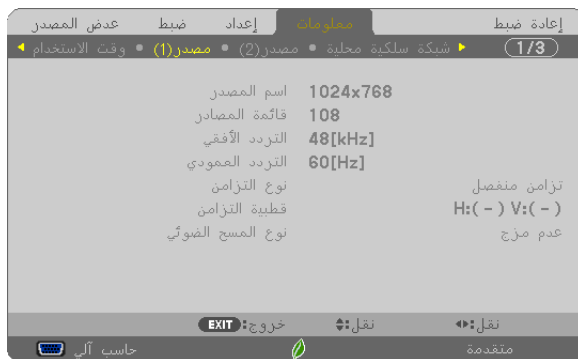 عدض المصدر ضبط إعداد معلومات إعادة ضبط
◀ وقت الاستخدام • مصدر(1) • مصدر(2) • شبكة سلكية محلية ▶ 1/3
اسم المصدر 1024x768
قائمة المصادر 108
التردد الأفقي 48[kHz]
التردد العمودي 60[Hz]
نوع التزامن تزامن منفصل
قطبية التزامن H:( − ) V:( − )
نوع المسح الضوئي عدم مزج
EXIT:خروج نقل: نقل:
حاسب آلي متقدمة